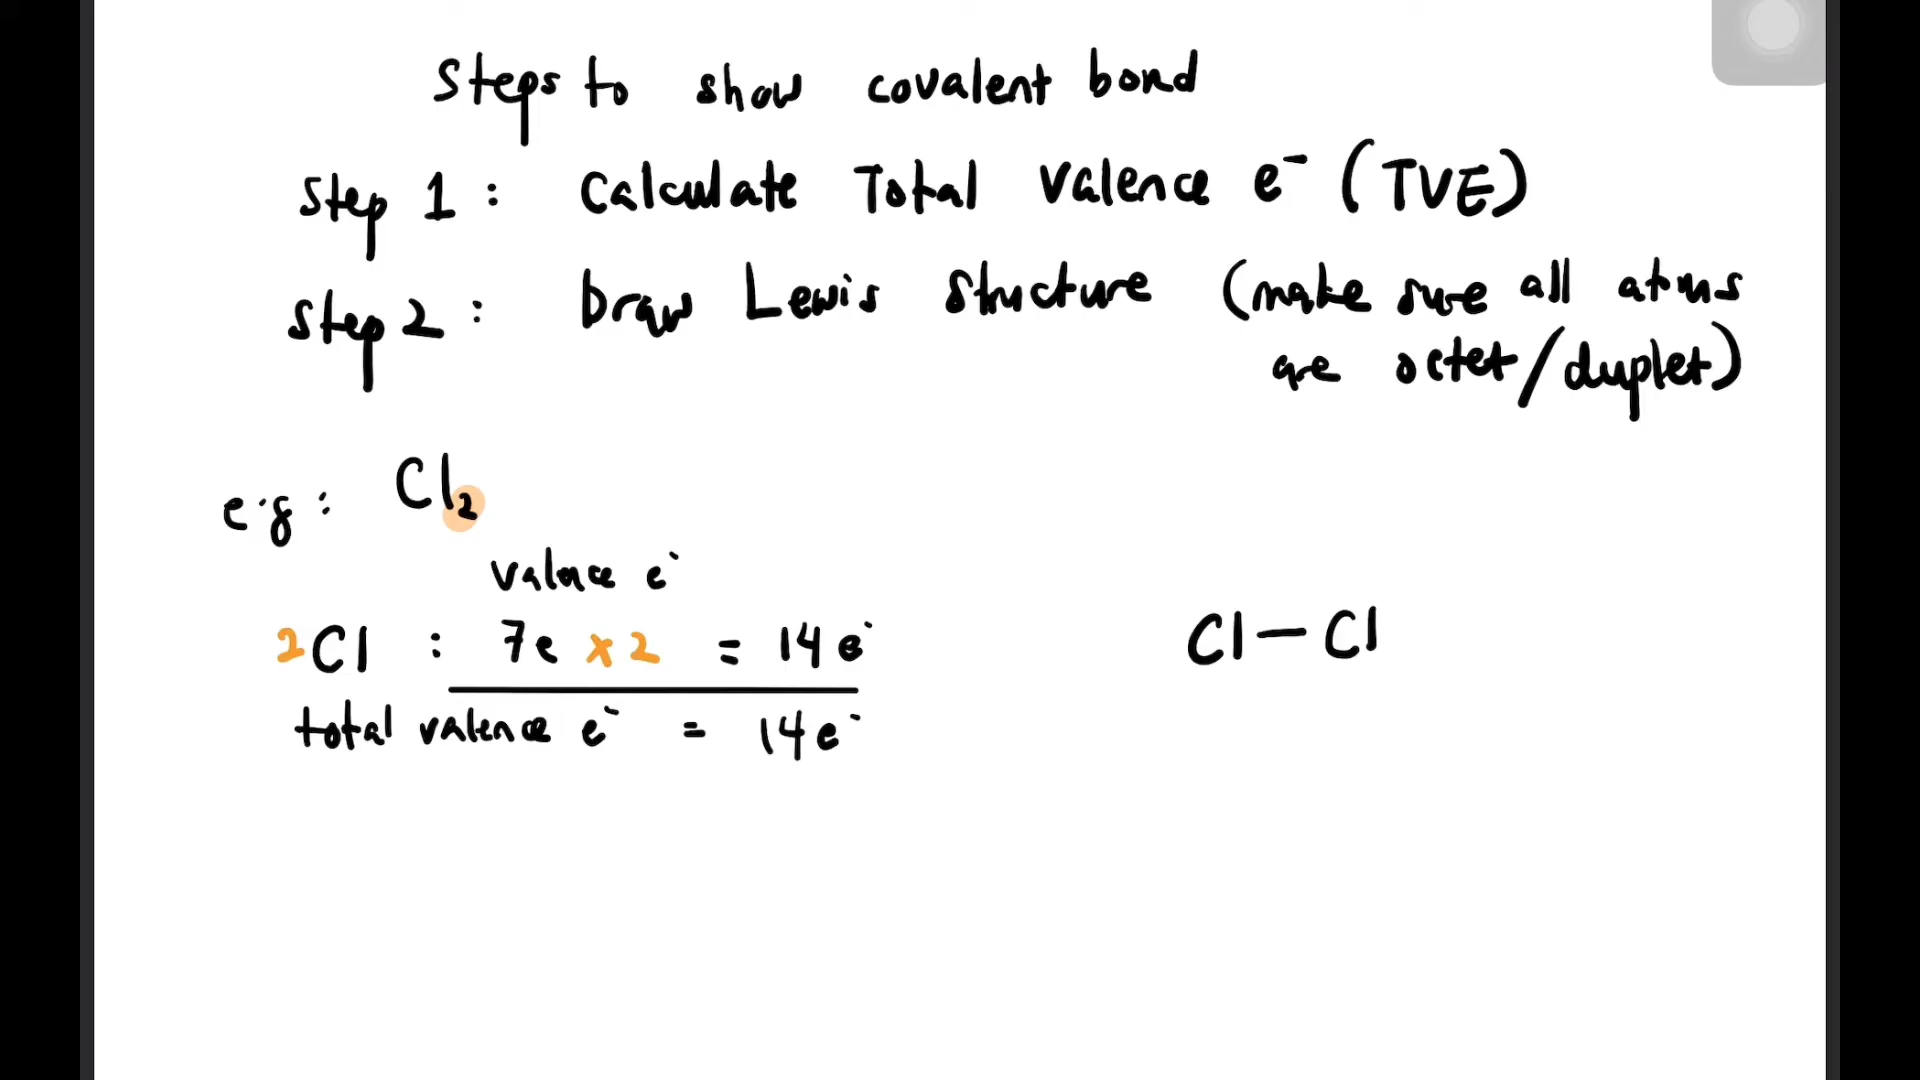 Steps to show covalent bond
Step 1 : Calculate Total Valence e⁻ (TVE)
Step 2 : Draw Lewis Structure (make sure all atoms
are octet/duplet)
e.g : Cl₂
valence e⁻
2Cl : 7e x 2 = 14e⁻
Cl—Cl
total valence e⁻ = 14e⁻